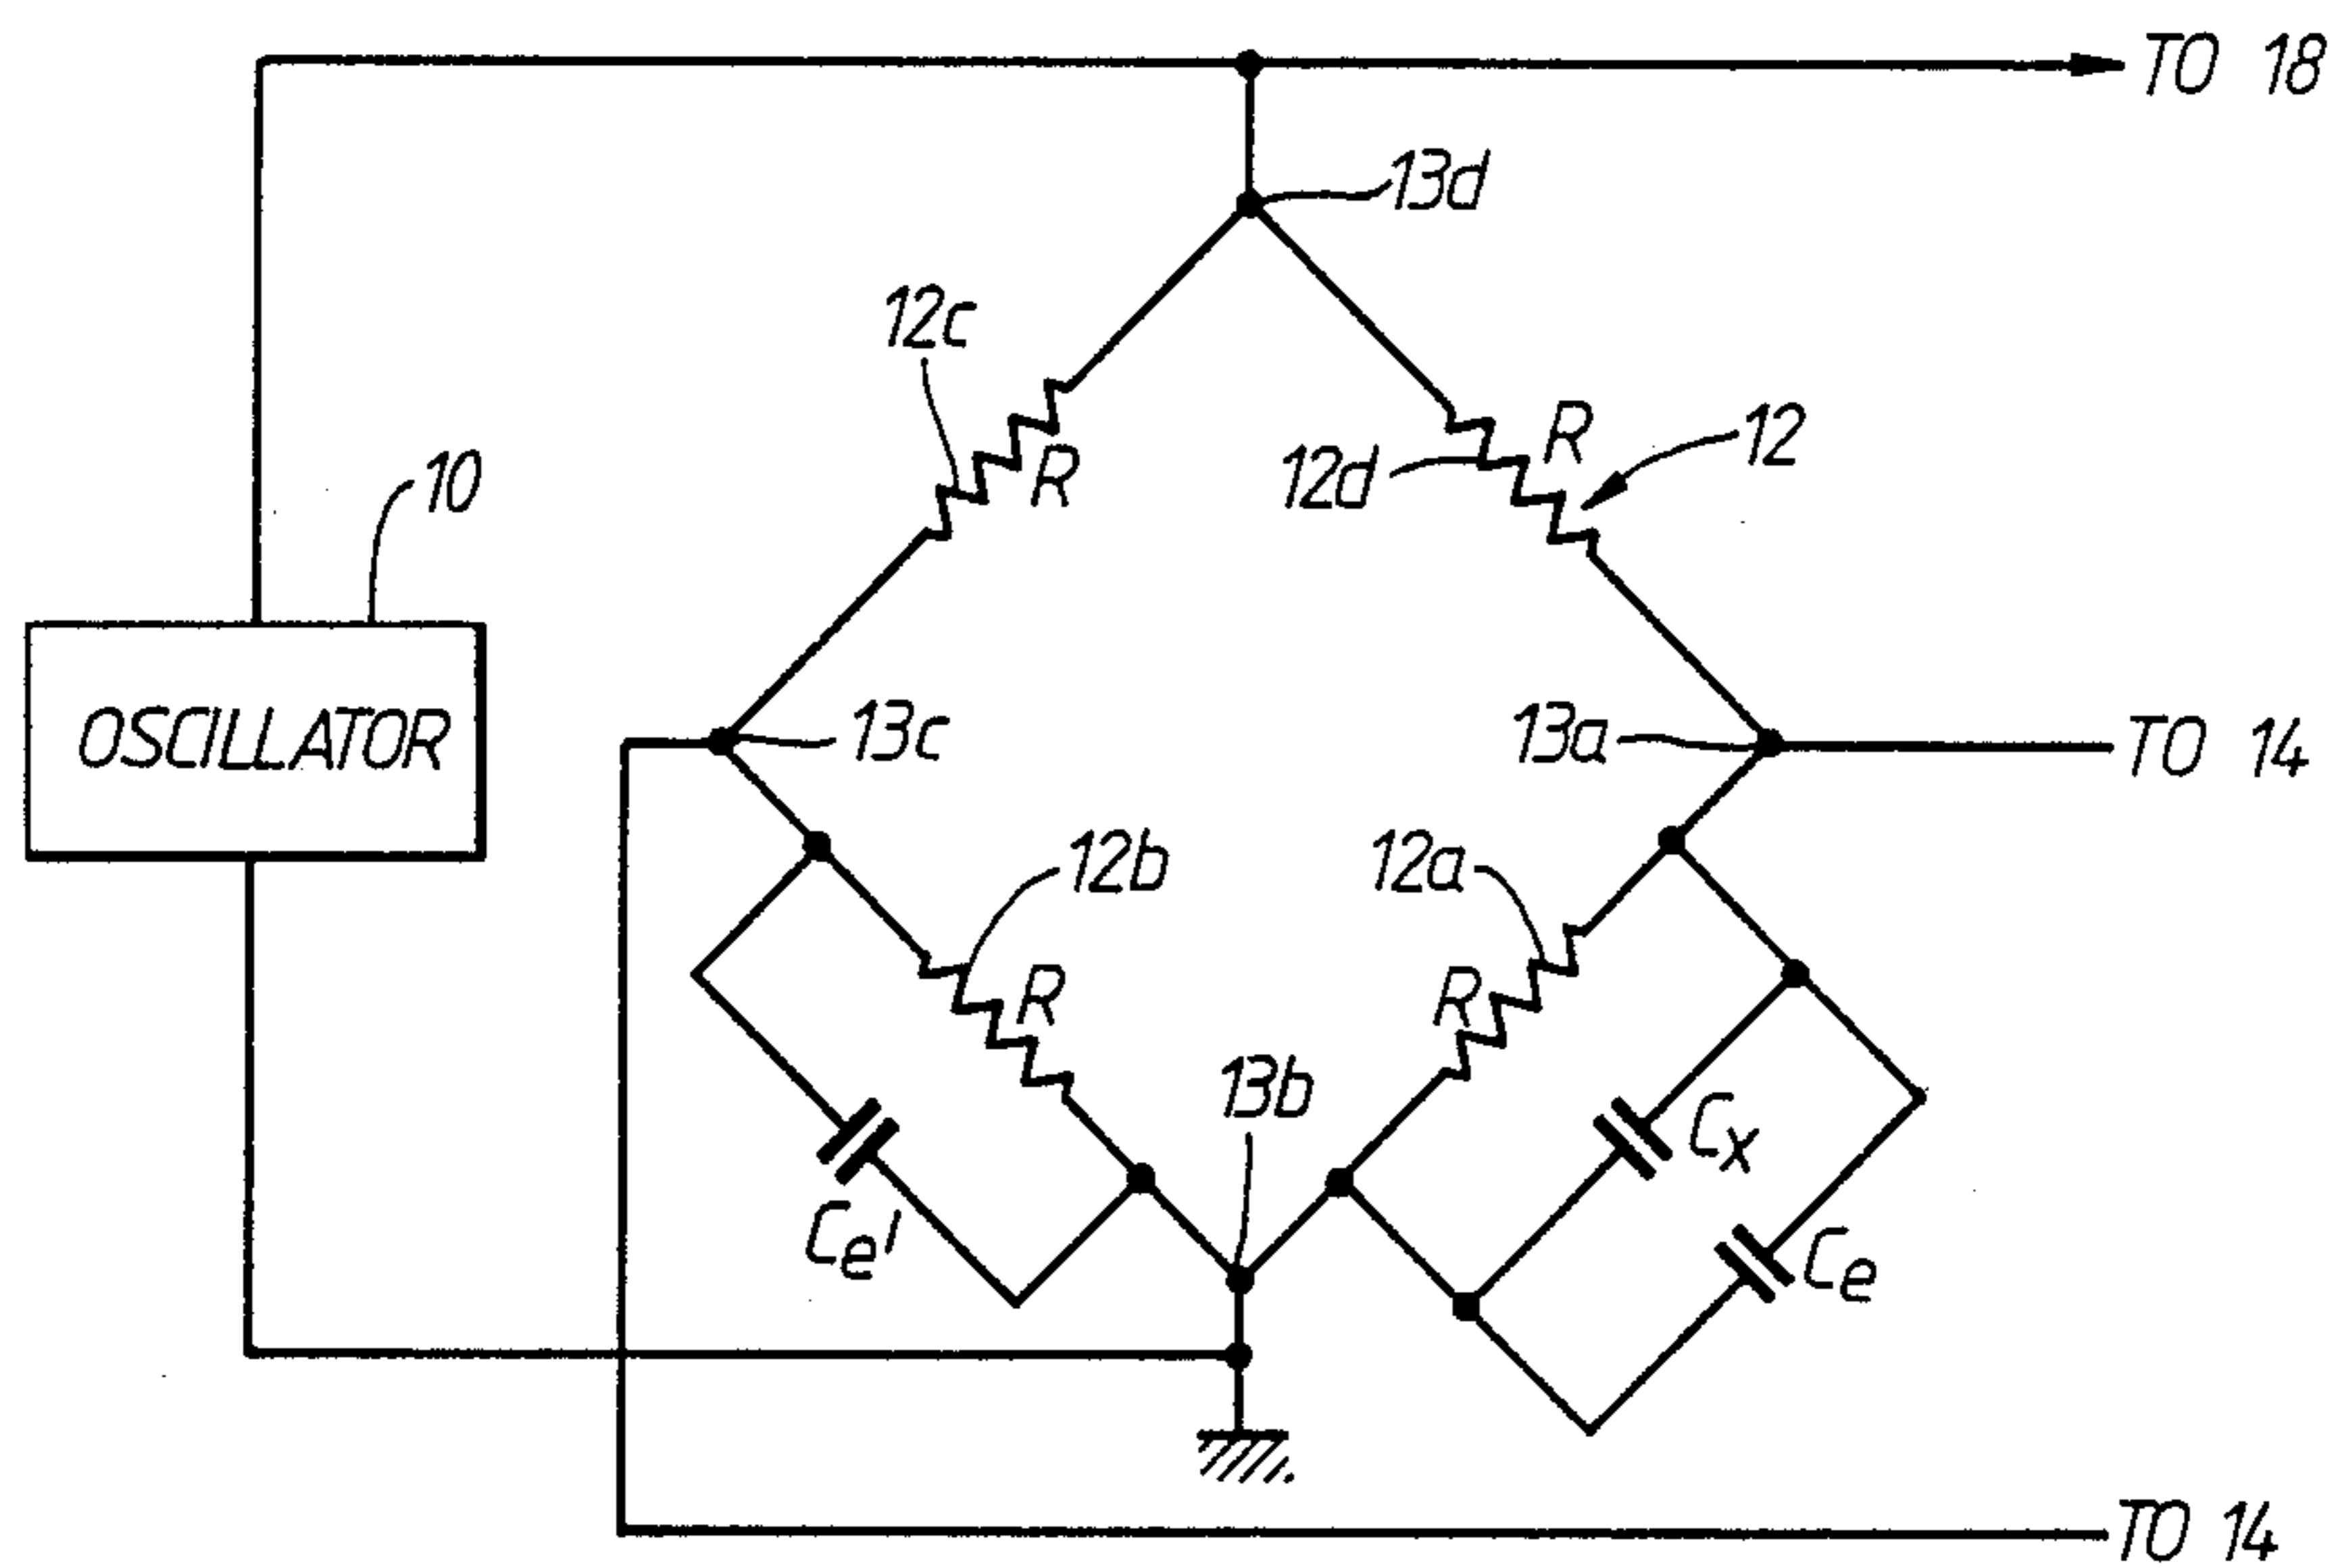 TO 18
13d
12c
R
12d
R
12
10
OSCILLATOR
13c
13a
TO 14
12b
12a
R
R
13b
Cx
Ce'
Ce
TO 14